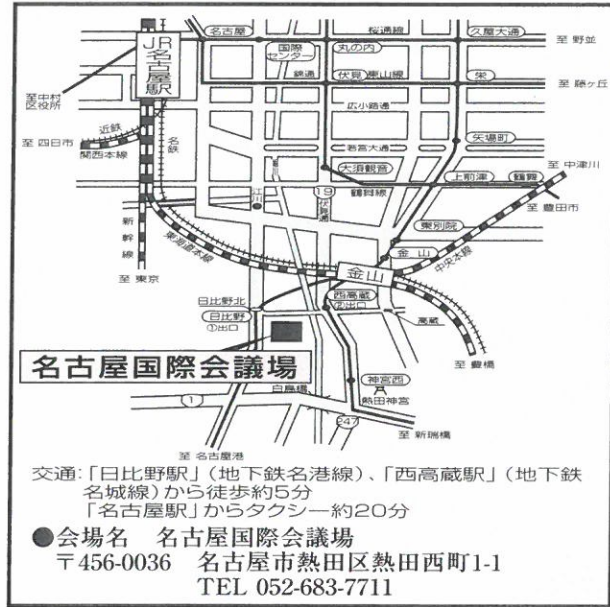 名古屋
桜通線
久屋大通
至 野並
JR名古屋駅
国際センター
丸の内
錦通
伏見
東山線
栄
至 藤ヶ丘
至中村区役所
広小路通
近鉄
至 四日市
関西本線
名鉄
若宮大通
矢場町
大須観音
至 中津川
上前津
鶴舞
19
江川
伏見通
鶴舞線
至 豊田市
新幹線
東海道本線
東別院
金山
金山
中央本線
至 東京
日比野北
日比野
①出口
西高蔵
②出口
高蔵
至 豊橋
名古屋国際会議場
白鳥橋
神宮西
熱田神宮
1
247
至 新瑞橋
至 名古屋港
交通:「日比野駅」(地下鉄名港線)、「西高蔵駅」(地下鉄
名城線)から徒歩約5分
「名古屋駅」からタクシー約20分
●会場名 名古屋国際会議場
〒456-0036 名古屋市熱田区熱田西町1-1
TEL 052-683-7711